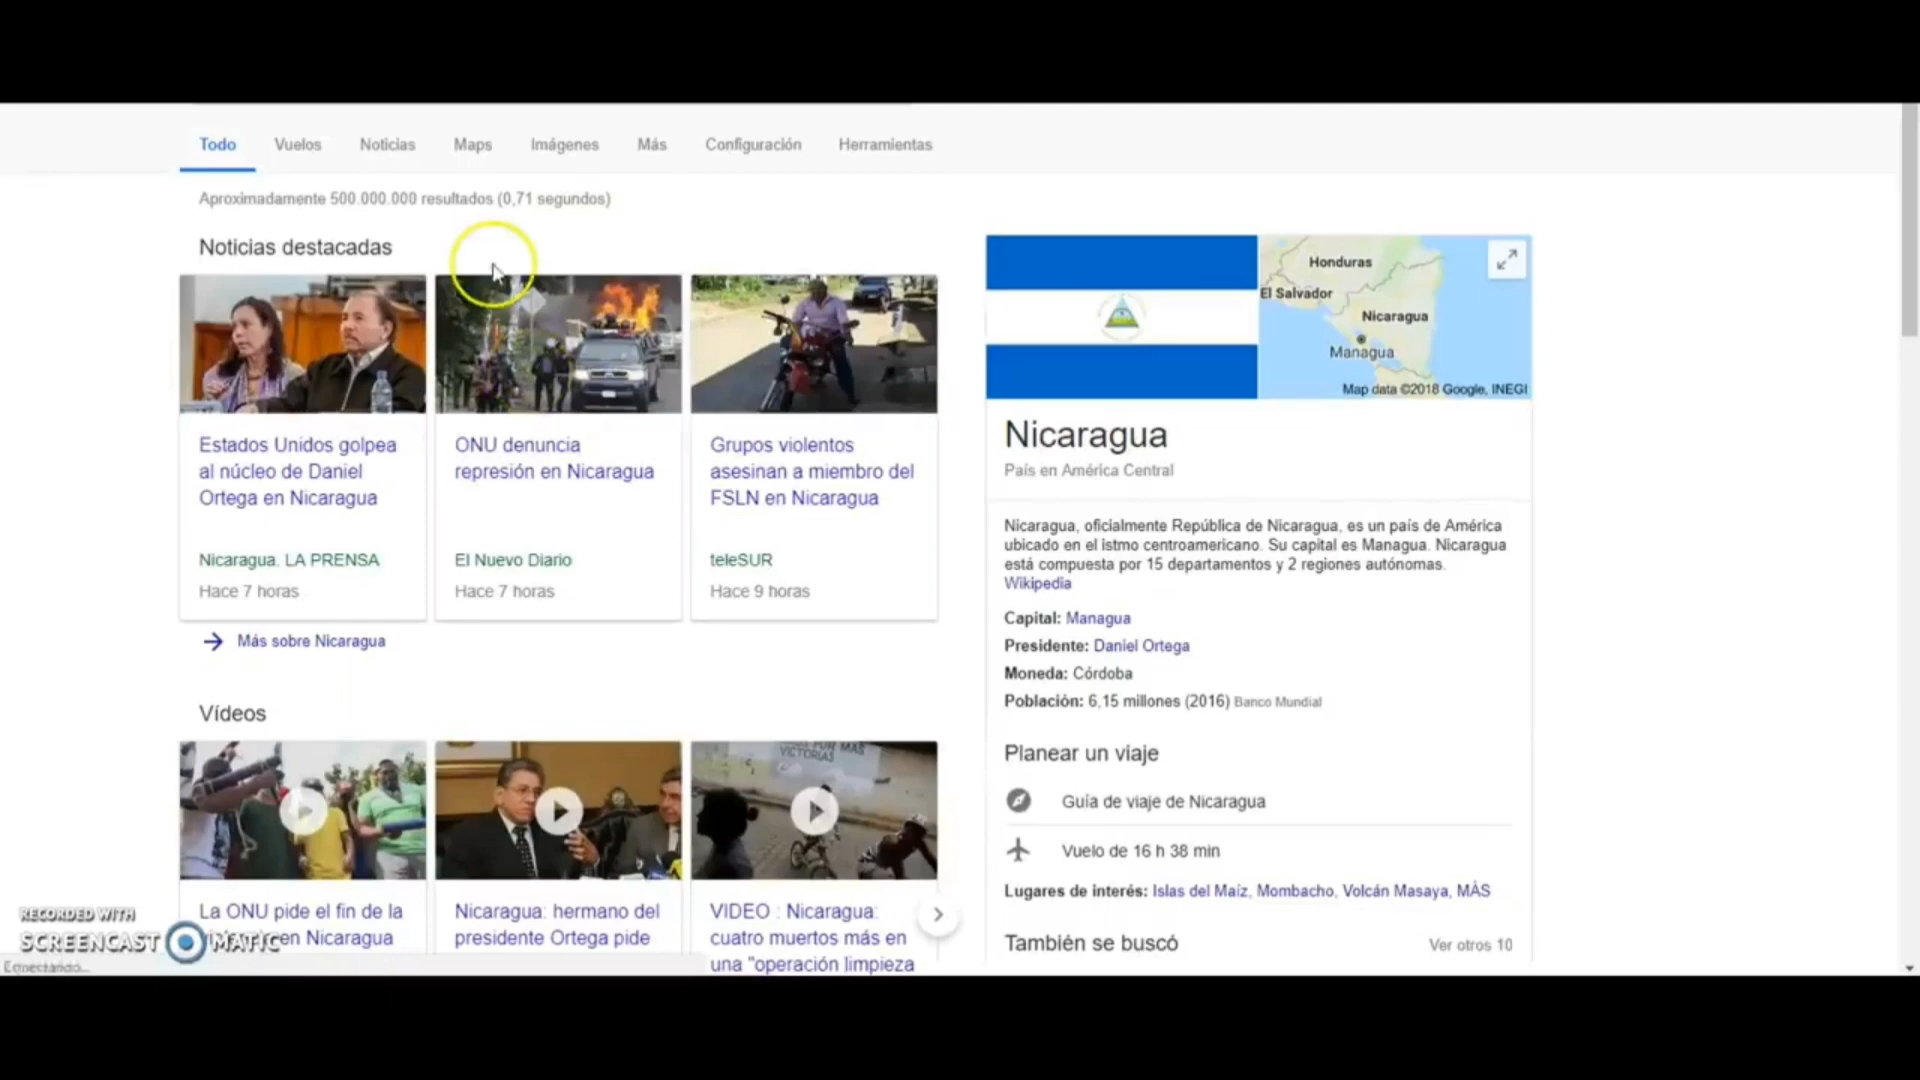 Todo Vuelos Noticias Maps Imágenes Más Configuración Herramientas
Aproximadamente 500.000.000 resultados (0,71 segundos)
Noticias destacadas
Estados Unidos golpea
al núcleo de Daniel
Ortega en Nicaragua
Nicaragua. LA PRENSA
Hace 7 horas
ONU denuncia
represión en Nicaragua
El Nuevo Diario
Hace 7 horas
Grupos violentos
asesinan a miembro del
FSLN en Nicaragua
teleSUR
Hace 9 horas
Más sobre Nicaragua
Vídeos
POR MAS
VICTORIAS
La ONU pide el fin de la
en Nicaragua
Nicaragua: hermano del
presidente Ortega pide
VIDEO : Nicaragua:
cuatro muertos más en
una "operación limpieza
Honduras
El Salvador
Nicaragua
Managua
Map data ©2018 Google, INEGI
Nicaragua
País en América Central
Nicaragua, oficialmente República de Nicaragua, es un país de América
ubicado en el istmo centroamericano. Su capital es Managua. Nicaragua
está compuesta por 15 departamentos y 2 regiones autónomas.
Wikipedia
Capital: Managua
Presidente: Daniel Ortega
Moneda: Córdoba
Población: 6,15 millones (2016) Banco Mundial
Planear un viaje
Guía de viaje de Nicaragua
Vuelo de 16 h 38 min
Lugares de interés: Islas del Maíz, Mombacho, Volcán Masaya, MÁS
También se buscó Ver otros 10
RECORDED WITH
SCREENCAST MATIC